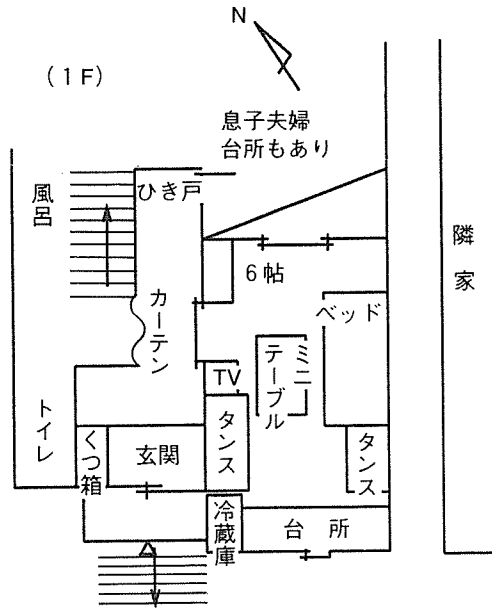 N
(1F)
息子夫婦
台所もあり
風呂
ひき戸
隣家
6帖
カーテン
ベッド
ミニ
テーブル
TV
トイレ
くつ箱
玄関
タンス
タンス
冷蔵庫
台所